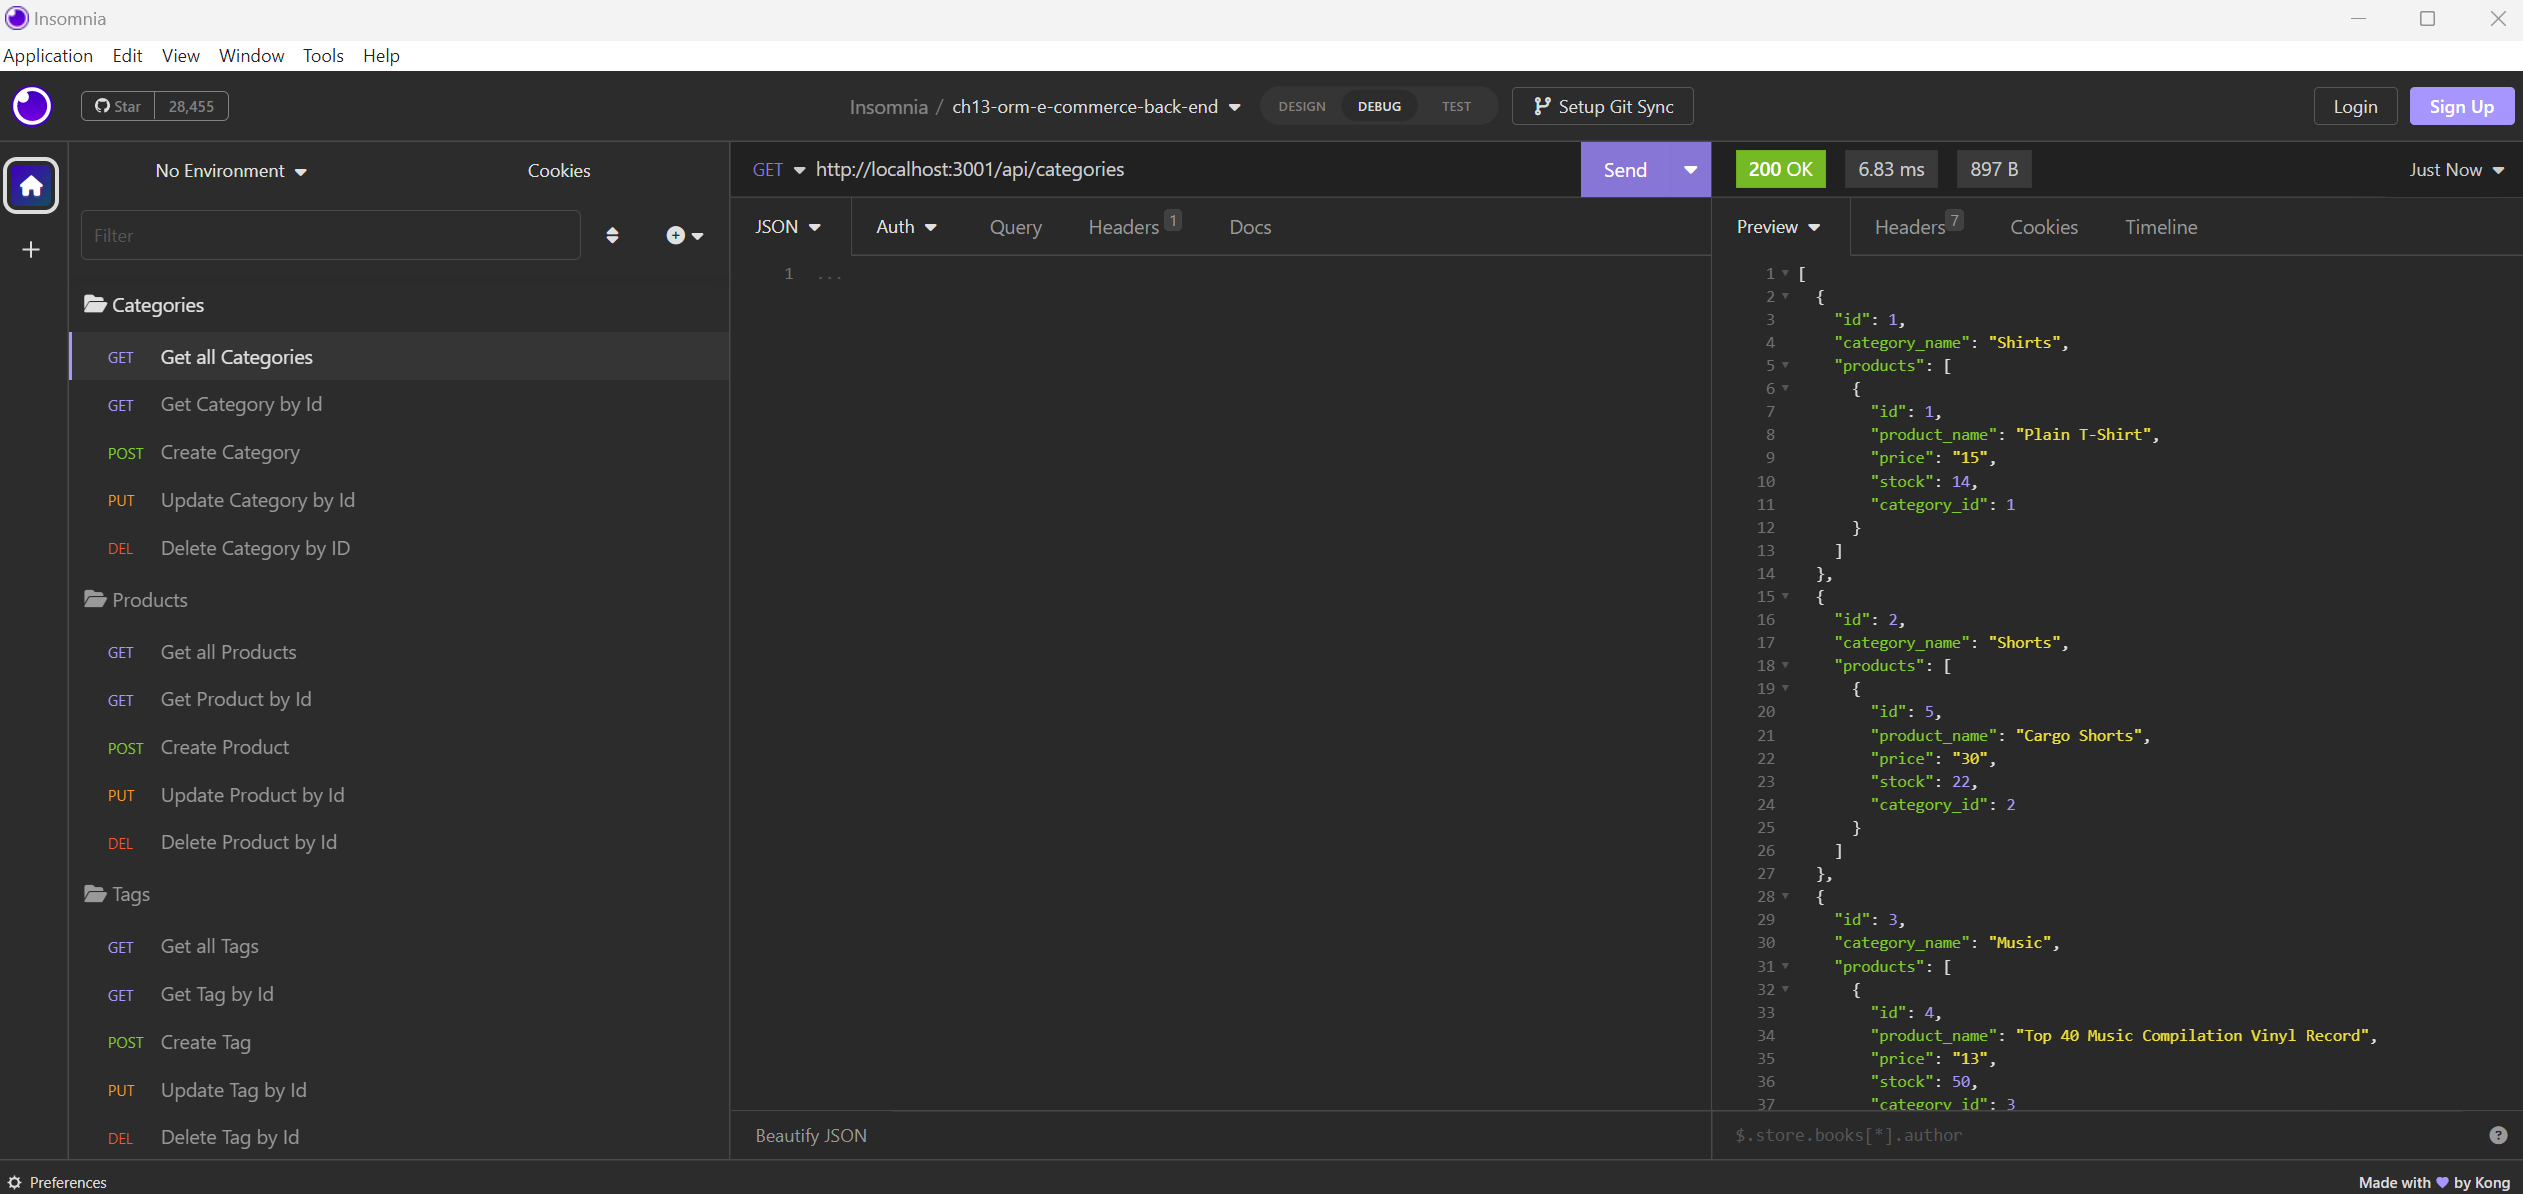 Insomnia
Application Edit View Window Tools Help
Star 28,455
Insomnia / ch13-orm-e-commerce-back-end
DESIGN DEBUG TEST
Setup Git Sync
Login Sign Up
No Environment
Cookies
Filter
Categories
GET Get all Categories
GET Get Category by Id
POST Create Category
PUT Update Category by Id
DEL Delete Category by ID
Products
GET Get all Products
GET Get Product by Id
POST Create Product
PUT Update Product by Id
DEL Delete Product by Id
Tags
GET Get all Tags
GET Get Tag by Id
POST Create Tag
PUT Update Tag by Id
DEL Delete Tag by Id
GET http://localhost:3001/api/categories Send
JSON Auth Query Headers 1 Docs
1 ...
Beautify JSON
200 OK 6.83 ms 897 B Just Now
Preview Headers 7 Cookies Timeline
1 [
2 {
3 "id": 1,
4 "category_name": "Shirts",
5 "products": [
6 {
7 "id": 1,
8 "product_name": "Plain T-Shirt",
9 "price": "15",
10 "stock": 14,
11 "category_id": 1
12 }
13 ]
14 },
15 {
16 "id": 2,
17 "category_name": "Shorts",
18 "products": [
19 {
20 "id": 5,
21 "product_name": "Cargo Shorts",
22 "price": "30",
23 "stock": 22,
24 "category_id": 2
25 }
26 ]
27 },
28 {
29 "id": 3,
30 "category_name": "Music",
31 "products": [
32 {
33 "id": 4,
34 "product_name": "Top 40 Music Compilation Vinyl Record",
35 "price": "13",
36 "stock": 50,
37 "category_id": 3
$.store.books[*].author
?
Preferences
Made with ♥ by Kong